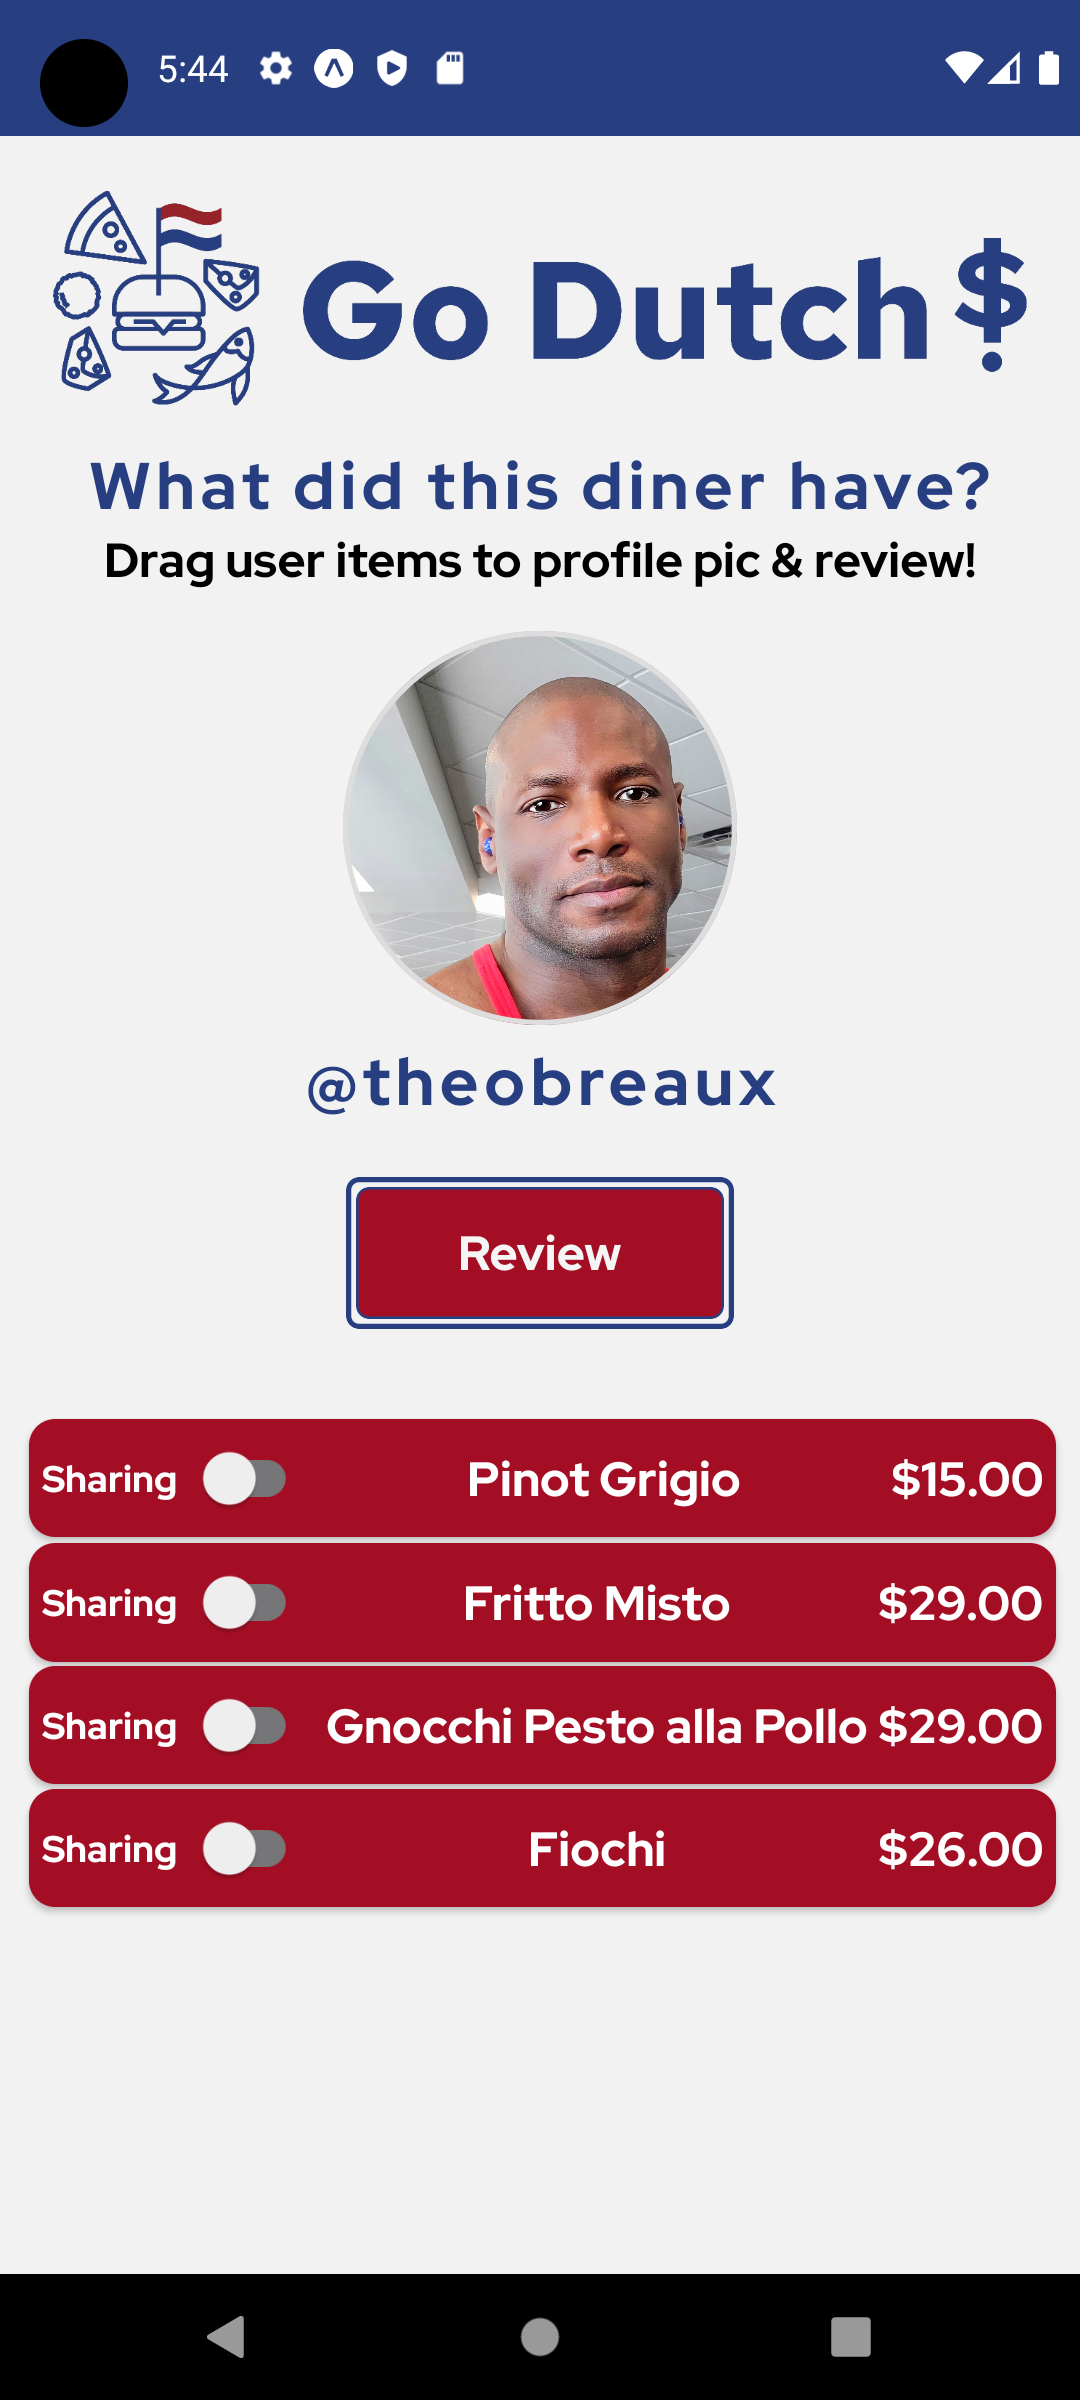 5:44
Go Dutch $
What did this diner have?
Drag user items to profile pic & review!
@theobreaux
Review
Sharing Pinot Grigio $15.00
Sharing Fritto Misto $29.00
Sharing Gnocchi Pesto alla Pollo $29.00
Sharing Fiochi $26.00